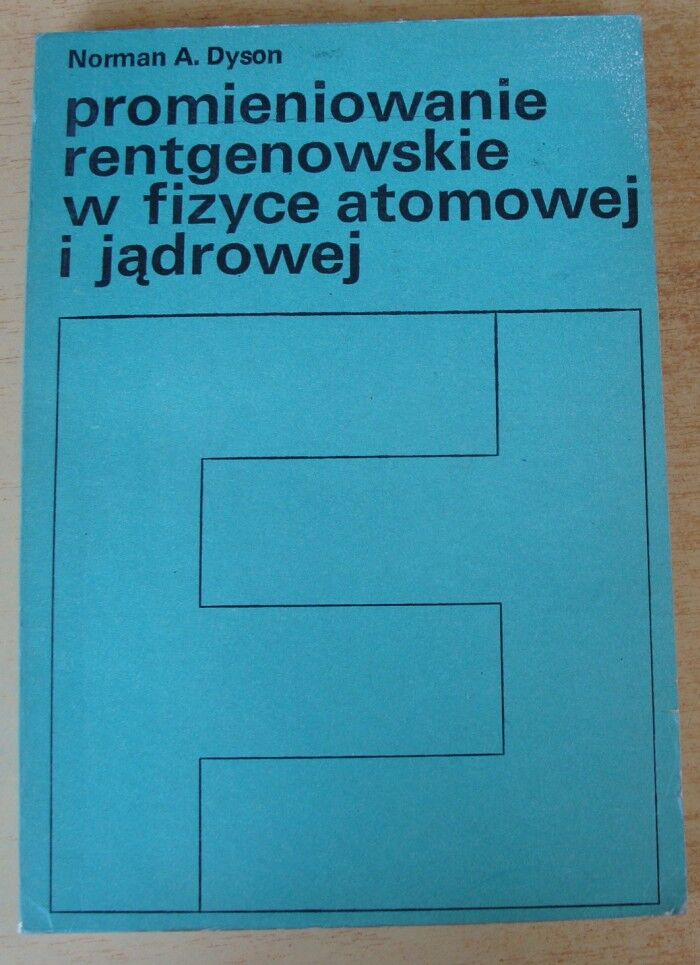 Norman A. Dyson
promieniowanie
rentgenowskie
w fizyce atomowej
i jądrowej